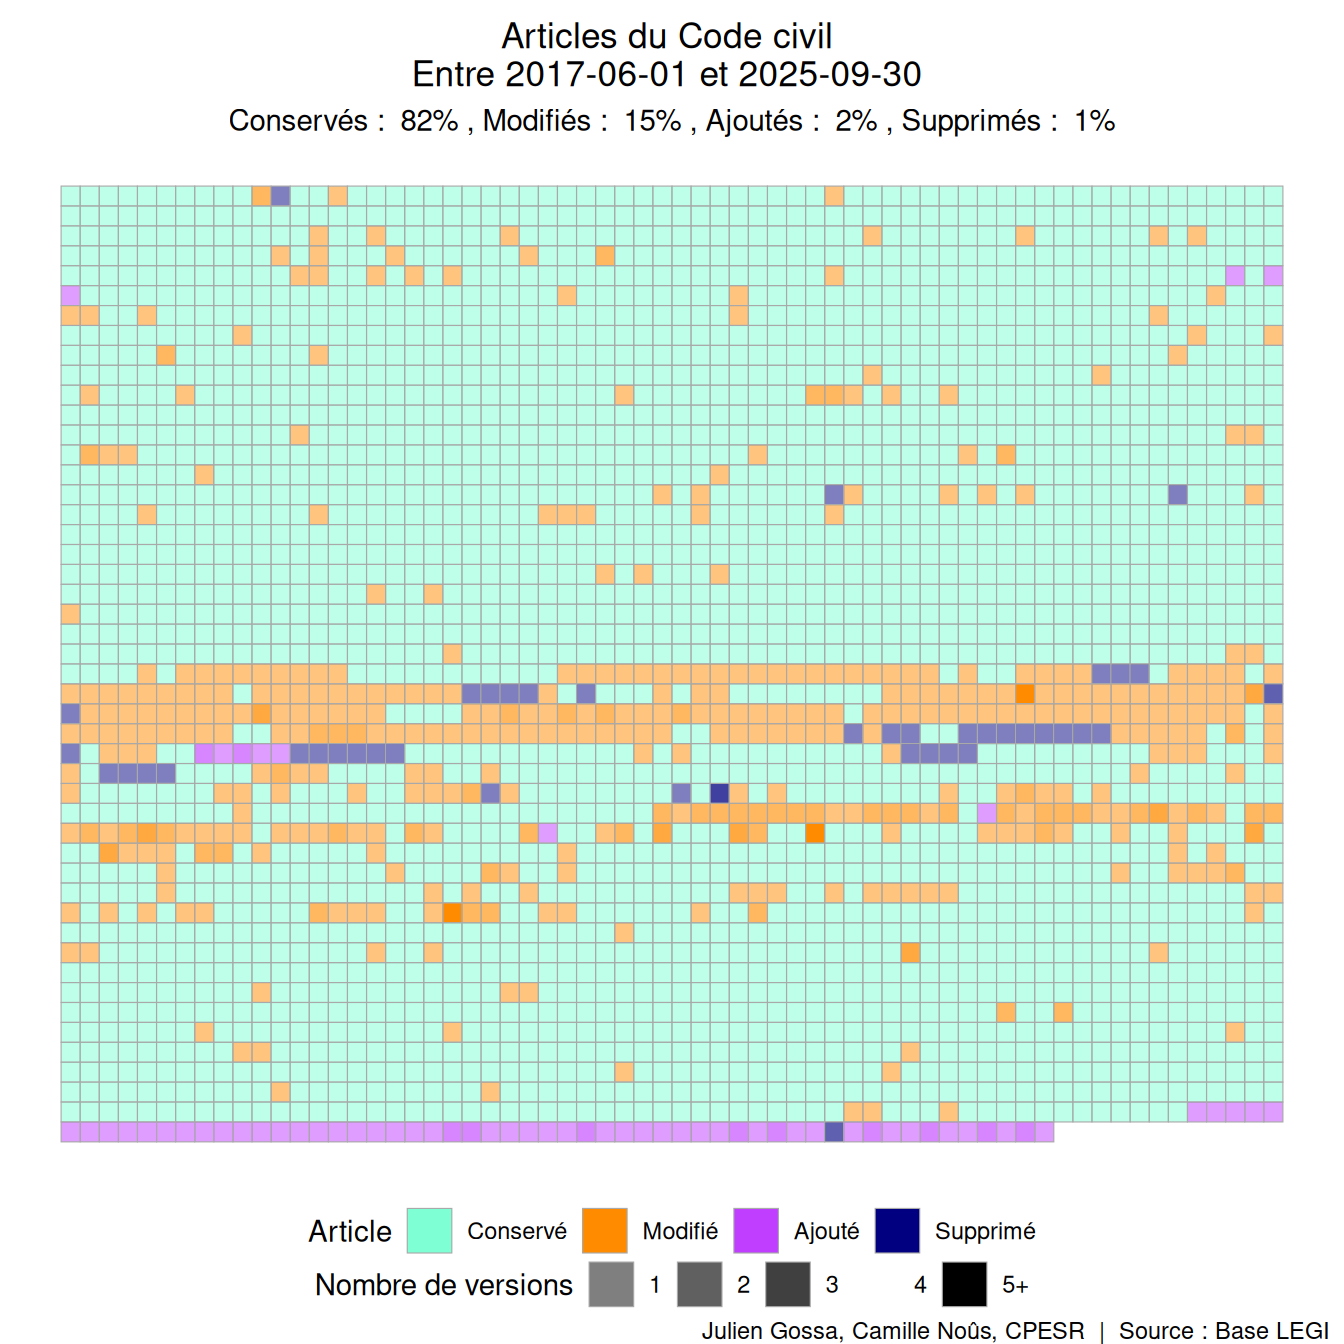 Articles du Code civil
Entre 2017-06-01 et 2025-09-30
Conservés :  82% , Modifiés :  15% , Ajoutés :  2% , Supprimés :  1%
Article Conservé Modifié Ajouté Supprimé
Nombre de versions 1 2 3 4 5+
Julien Gossa, Camille Noûs, CPESR | Source : Base LEGI